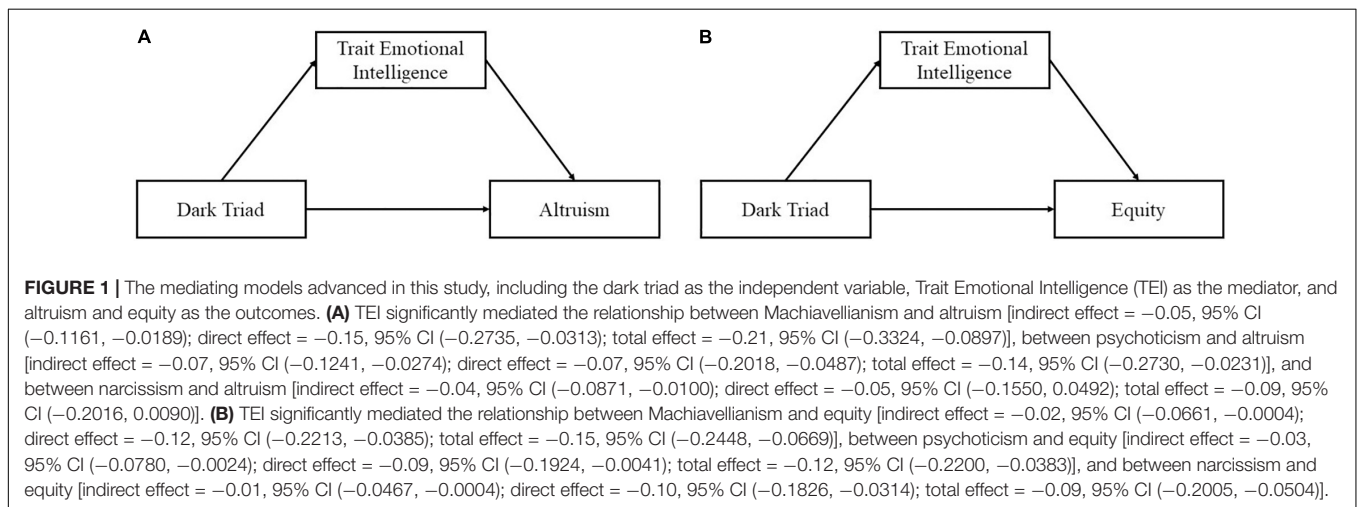 A
Trait Emotional
Intelligence
Dark Triad
Altruism
B
Trait Emotional
Intelligence
Dark Triad
Equity
FIGURE 1 | The mediating models advanced in this study, including the dark triad as the independent variable, Trait Emotional Intelligence (TEI) as the mediator, and
altruism and equity as the outcomes. (A) TEI significantly mediated the relationship between Machiavellianism and altruism [indirect effect = −0.05, 95% CI
(−0.1161, −0.0189); direct effect = −0.15, 95% CI (−0.2735, −0.0313); total effect = −0.21, 95% CI (−0.3324, −0.0897)], between psychoticism and altruism
[indirect effect = −0.07, 95% CI (−0.1241, −0.0274); direct effect = −0.07, 95% CI (−0.2018, −0.0487); total effect = −0.14, 95% CI (−0.2730, −0.0231)], and
between narcissism and altruism [indirect effect = −0.04, 95% CI (−0.0871, −0.0100); direct effect = −0.05, 95% CI (−0.1550, 0.0492); total effect = −0.09, 95%
CI (−0.2016, 0.0090)]. (B) TEI significantly mediated the relationship between Machiavellianism and equity [indirect effect = −0.02, 95% CI (−0.0661, −0.0004);
direct effect = −0.12, 95% CI (−0.2213, −0.0385); total effect = −0.15, 95% CI (−0.2448, −0.0669)], between psychoticism and equity [indirect effect = −0.03,
95% CI (−0.0780, −0.0024); direct effect = −0.09, 95% CI (−0.1924, −0.0041); total effect = −0.12, 95% CI (−0.2200, −0.0383)], and between narcissism and
equity [indirect effect = −0.01, 95% CI (−0.0467, −0.0004); direct effect = −0.10, 95% CI (−0.1826, −0.0314); total effect = −0.09, 95% CI (−0.2005, −0.0504)].